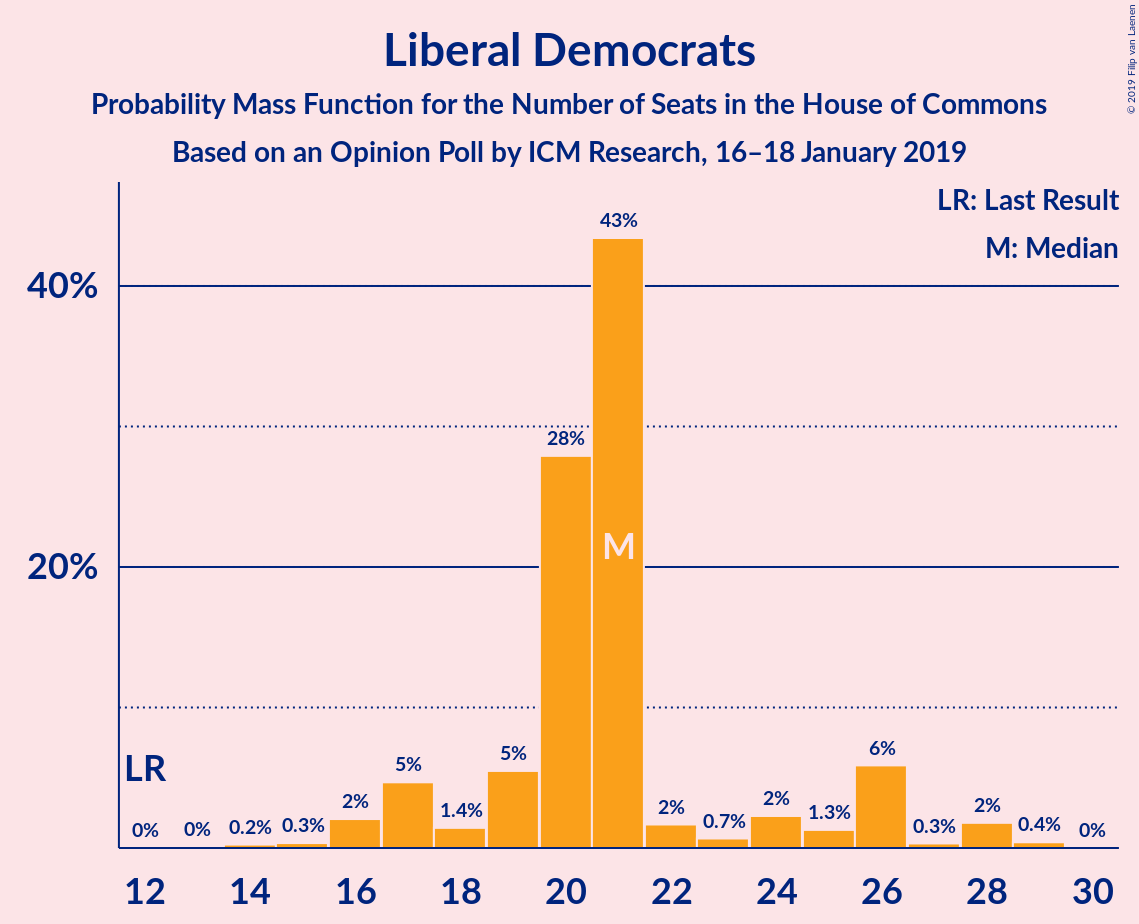 Liberal Democrats
Probability Mass Function for the Number of Seats in the House of Commons
Based on an Opinion Poll by ICM Research, 16–18 January 2019
© 2019 Filip van Laenen
LR: Last Result
M: Median
40%
20%
LR
M
0%
0%
0.2%
0.3%
2%
5%
1.4%
5%
28%
43%
2%
0.7%
2%
1.3%
6%
0.3%
2%
0.4%
0%
12 14 16 18 20 22 24 26 28 30